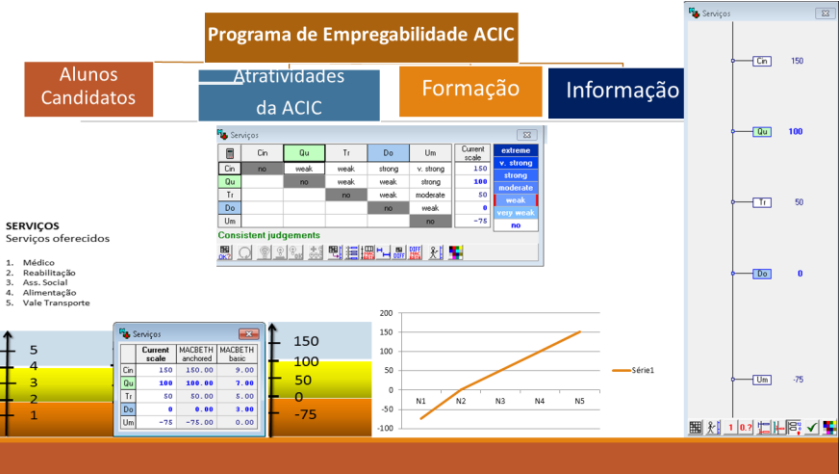 Programa de Empregabilidade ACIC
Alunos
Candidatos
Atratividades
da ACIC
Formação
Informação
SERVIÇOS
Serviços oferecidos
1. Médico
2. Reabilitação
3. Ass. Social
4. Alimentação
5. Vale Transporte
Serviços
Cin Qu Tr Do Um Current scale
Cin no weak weak strong v. strong 150
Qu no weak weak strong 100
Tr no weak moderate 50
Do no weak 0
Um no -75
extreme
v. strong
strong
moderate
weak
very weak
no
Consistent judgements
5
4
3
2
1
Serviços
Current scale MACBETH anchored MACBETH basic
Cin 150 150.00 9.00
Qu 100 100.00 7.00
Tr 50 50.00 5.00
Do 0 0.00 3.00
Um -75 -75.00 0.00
150
100
50
0
-75
200
150
100
50
0
-50
-100
N1 N2 N3 N4 N5
Série1
Serviços
Cin 150
Qu 100
Tr 50
Do 0
Um -75